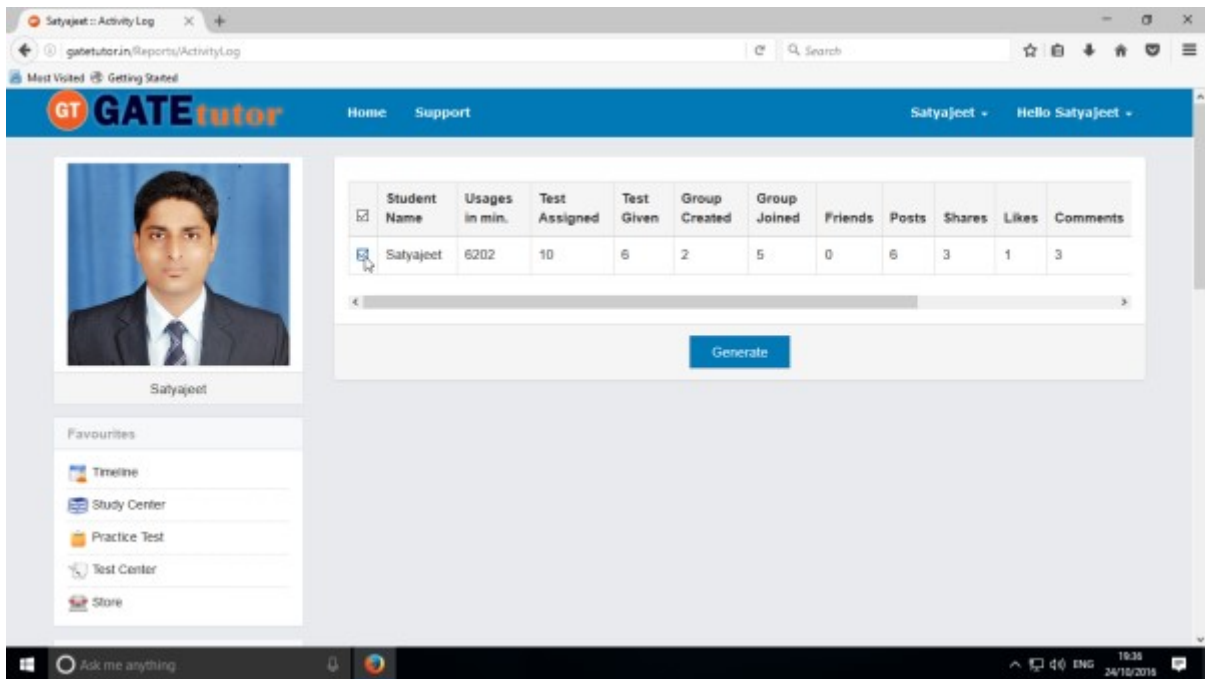 Satyajeet :: Activity Log
gatetutor.in/Reports/ActivityLog
Search
Most Visited Getting Started
GT GATEtutor Home Support Satyajeet Hello Satyajeet
Student Name Usages in min. Test Assigned Test Given Group Created Group Joined Friends Posts Shares Likes Comments
Satyajeet 6202 10 6 2 5 0 6 3 1 3
Generate
Satyajeet
Favourites
Timeline
Study Center
Practice Test
Test Center
Store
Ask me anything
ENG
19:36
24/10/2016